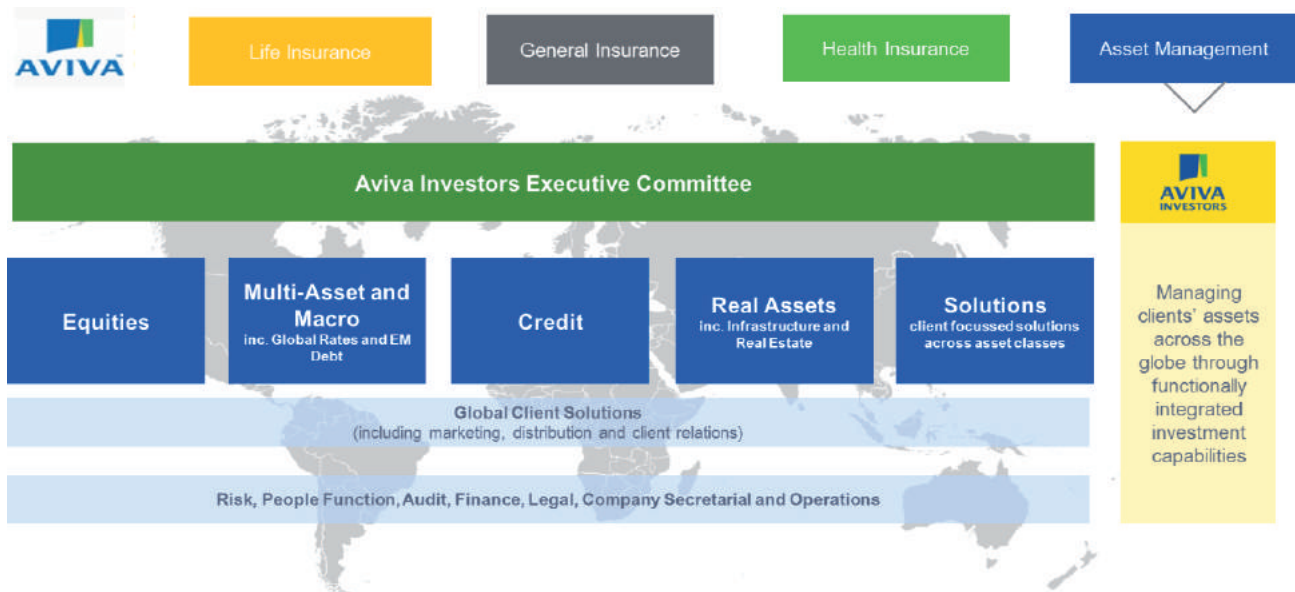 AVIVA
Life Insurance
General Insurance
Health Insurance
Asset Management
Aviva Investors Executive Committee
AVIVA
INVESTORS
Equities
Multi-Asset and
Macro
inc. Global Rates and EM
Debt
Credit
Real Assets
inc. Infrastructure and
Real Estate
Solutions
client focussed solutions
across asset classes
Managing
clients' assets
across the
globe through
functionally
integrated
investment
capabilities
Global Client Solutions
(including marketing, distribution and client relations)
Risk, People Function, Audit, Finance, Legal, Company Secretarial and Operations